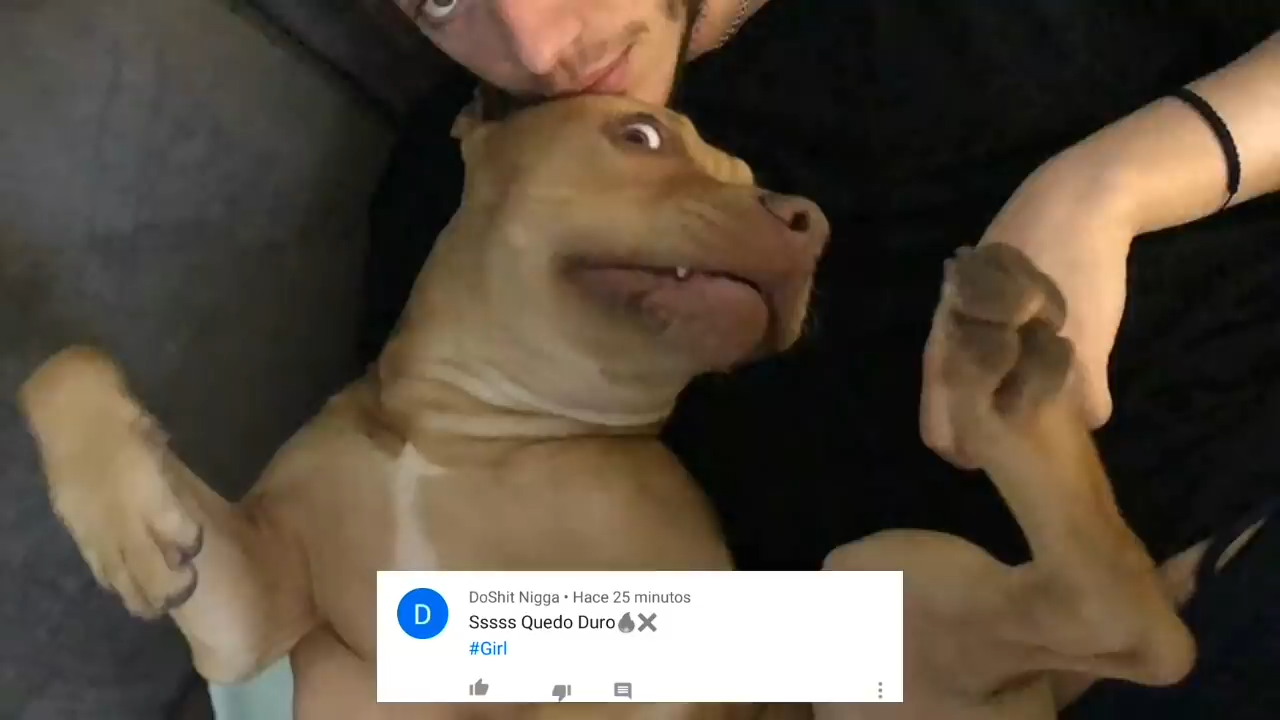 D
DoShit Nigga • Hace 25 minutos
Sssss Quedo Duro💧❌
#Girl